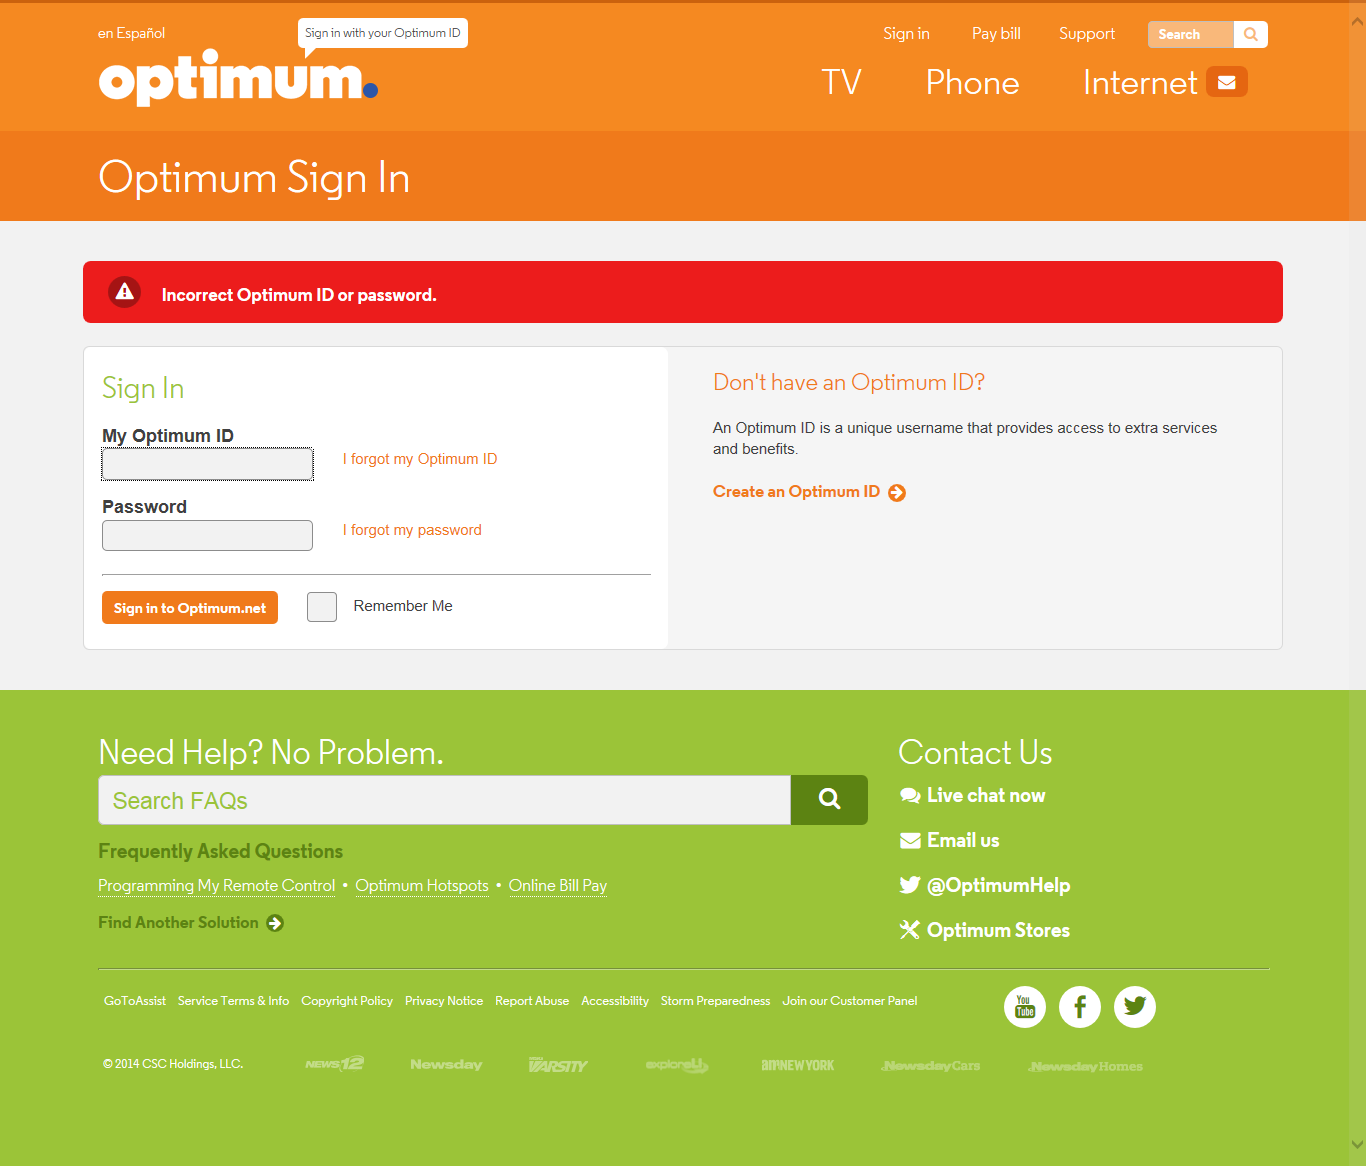 en Español
Sign in with your Optimum ID
Sign in
Pay bill
Support
Search
optimum.
TV
Phone
Internet
Optimum Sign In
Incorrect Optimum ID or password.
Sign In
My Optimum ID
I forgot my Optimum ID
Password
I forgot my password
Sign in to Optimum.net
Remember Me
Don't have an Optimum ID?
An Optimum ID is a unique username that provides access to extra services
and benefits.
Create an Optimum ID
Need Help? No Problem.
Search FAQs
Frequently Asked Questions
Programming My Remote Control • Optimum Hotspots • Online Bill Pay
Find Another Solution
Contact Us
Live chat now
Email us
@OptimumHelp
Optimum Stores
GoToAssist Service Terms & Info Copyright Policy Privacy Notice Report Abuse Accessibility Storm Preparedness Join our Customer Panel
You
Tube
© 2014 CSC Holdings, LLC.
NEWS 12
Newsday
VARSITY
exploreU
amNEWYORK
NewsdayCars
NewsdayHomes